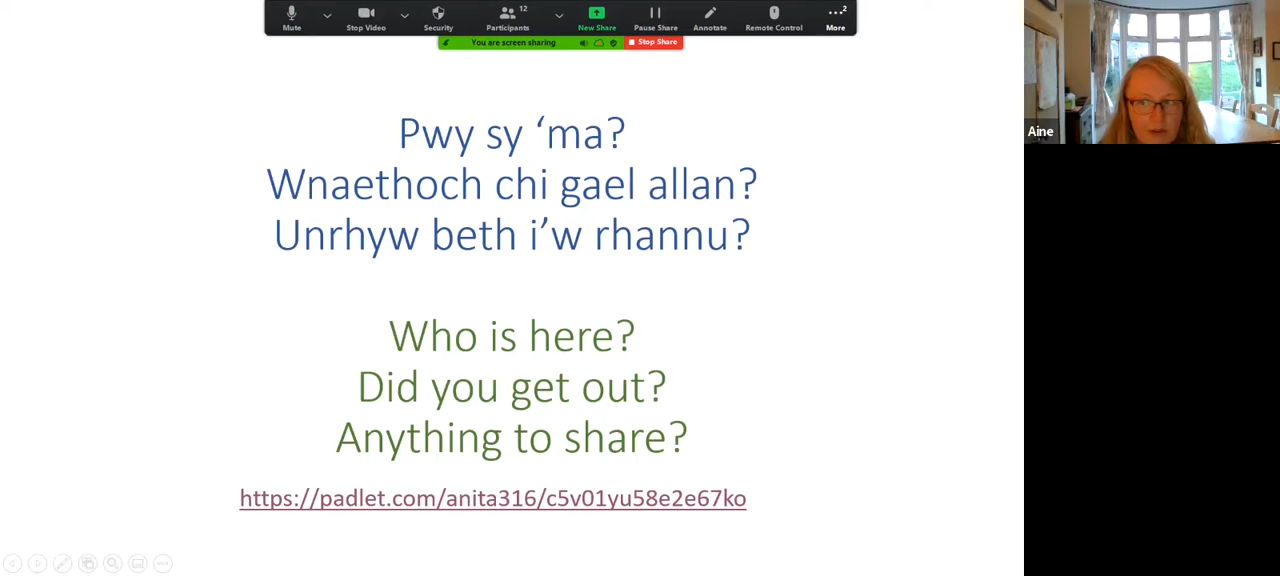 Mute
Stop Video
Security
Participants
12
New Share
Pause Share
Annotate
Remote Control
More
2
You are screen sharing
Stop Share
Aine
Pwy sy ‘ma?
Wnaethoch chi gael allan?
Unrhyw beth i’w rhannu?
Who is here?
Did you get out?
Anything to share?
https://padlet.com/anita316/c5v01yu58e2e67ko